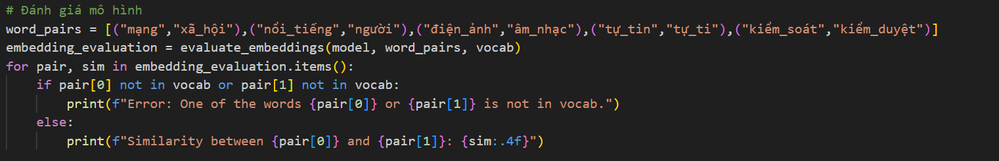 # Đánh giá mô hình
word_pairs = [("mạng","xã_hội"),("nổi_tiếng","người"),("điện_ảnh","âm_nhạc"),("tự_tin","tự_ti"),("kiểm_soát","kiểm_duyệt")]
embedding_evaluation = evaluate_embeddings(model, word_pairs, vocab)
for pair, sim in embedding_evaluation.items():
    if pair[0] not in vocab or pair[1] not in vocab:
        print(f"Error: One of the words {pair[0]} or {pair[1]} is not in vocab.")
    else:
        print(f"Similarity between {pair[0]} and {pair[1]}: {sim:.4f}")